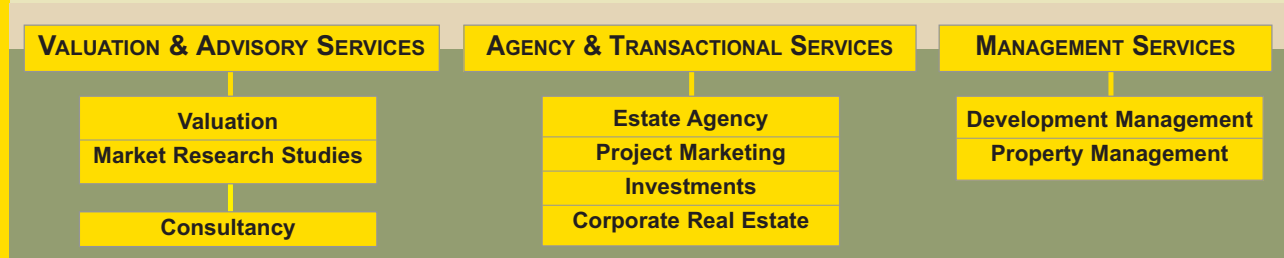 VALUATION & ADVISORY SERVICES
Valuation
Market Research Studies
Consultancy
AGENCY & TRANSACTIONAL SERVICES
Estate Agency
Project Marketing
Investments
Corporate Real Estate
MANAGEMENT SERVICES
Development Management
Property Management